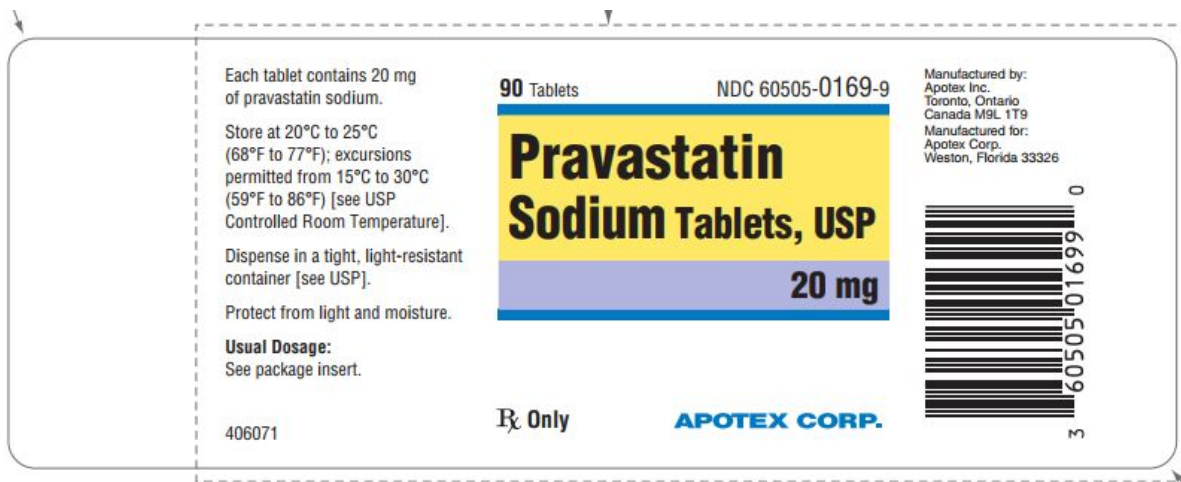 Each tablet contains 20 mg
of pravastatin sodium.
Store at 20°C to 25°C
(68°F to 77°F); excursions
permitted from 15°C to 30°C
(59°F to 86°F) [see USP
Controlled Room Temperature].
Dispense in a tight, light-resistant
container [see USP].
Protect from light and moisture.
Usual Dosage:
See package insert.
406071
90 Tablets NDC 60505-0169-9
Pravastatin
Sodium Tablets, USP
20 mg
℞ Only APOTEX CORP.
Manufactured by:
Apotex Inc.
Toronto, Ontario
Canada M9L 1T9
Manufactured for:
Apotex Corp.
Weston, Florida 33326
3 60505 01699 0